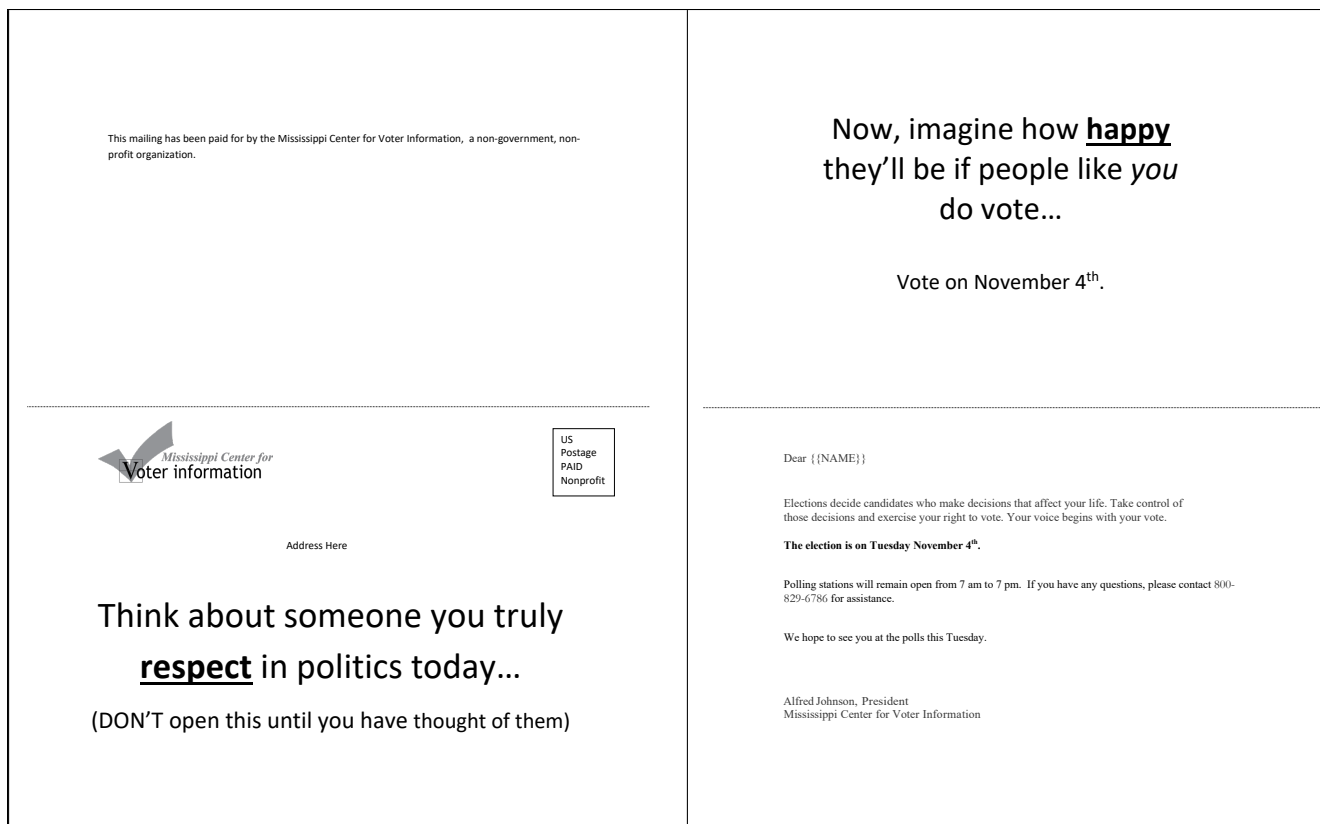 This mailing has been paid for by the Mississippi Center for Voter Information,  a non-government, non-
profit organization.
Mississippi Center for
Voter information
US
Postage
PAID
Nonprofit
Address Here
Think about someone you truly
respect in politics today…
(DON’T open this until you have thought of them)
Now, imagine how happy
they’ll be if people like you
do vote…
Vote on November 4th.
Dear {{NAME}}
Elections decide candidates who make decisions that affect your life. Take control of
those decisions and exercise your right to vote. Your voice begins with your vote.
The election is on Tuesday November 4th.
Polling stations will remain open from 7 am to 7 pm.  If you have any questions, please contact 800-
829-6786 for assistance.
We hope to see you at the polls this Tuesday.
Alfred Johnson, President
Mississippi Center for Voter Information